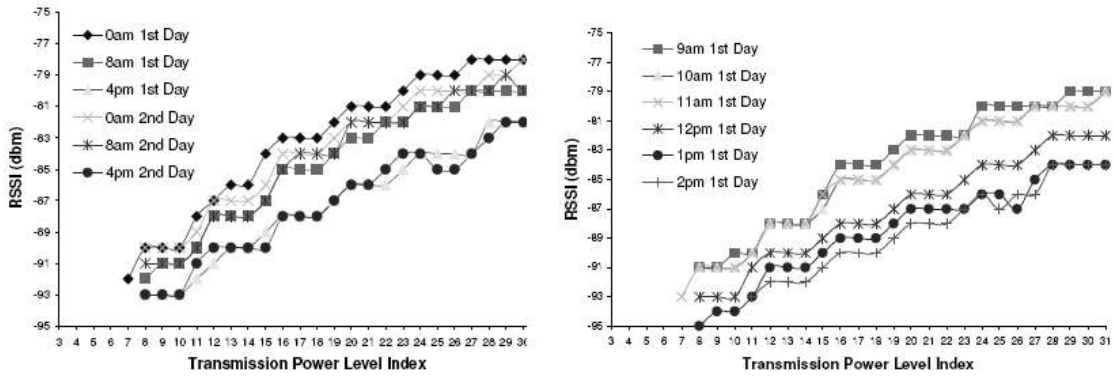 -75
-77
-79
-81
-83
-85
-87
-89
-91
-93
-95
RSSI (dbm)
0am 1st Day
8am 1st Day
4pm 1st Day
0am 2nd Day
8am 2nd Day
4pm 2nd Day
3 4 5 6 7 8 9 10 11 12 13 14 15 16 17 18 19 20 21 22 23 24 25 26 27 28 29 30
Transmission Power Level Index
-75
-77
-79
-81
-83
-85
-87
-89
-91
-93
-95
RSSI (dbm)
9am 1st Day
10am 1st Day
11am 1st Day
12pm 1st Day
1pm 1st Day
2pm 1st Day
3 4 5 6 7 8 9 10 11 12 13 14 15 16 17 18 19 20 21 22 23 24 25 26 27 28 29 30 31
Transmission Power Level Index